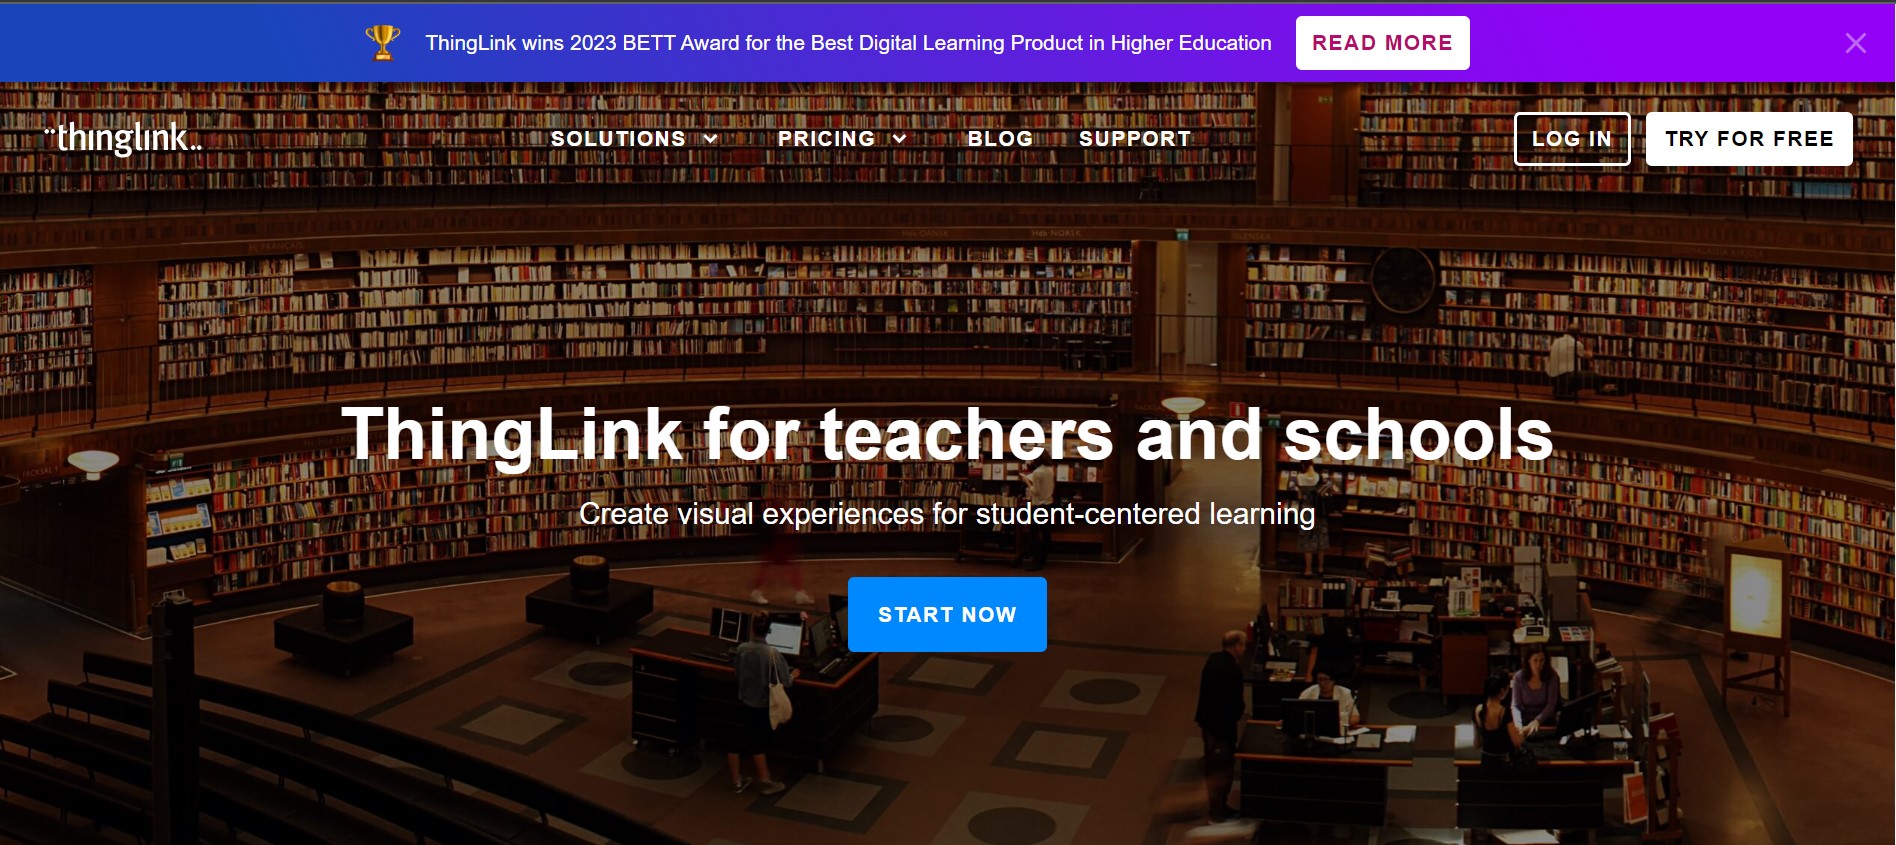 ThingLink wins 2023 BETT Award for the Best Digital Learning Product in Higher Education READ MORE
thinglink..
SOLUTIONS PRICING BLOG SUPPORT
LOG IN TRY FOR FREE
ThingLink for teachers and schools
Create visual experiences for student-centered learning
START NOW